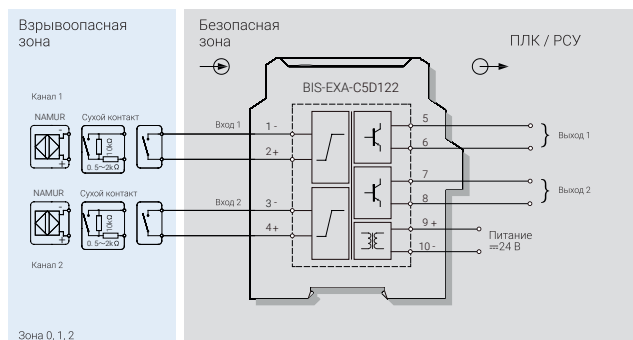 Взрывоопасная
зона
Безопасная
зона
ПЛК / РСУ
BIS-EXA-C5D122
Канал 1
NAMUR
Сухой контакт
- 
+
10kΩ
0. 5～2kΩ
Вход 1
1 -
2 +
5
6
Выход 1
7
8
Выход 2
NAMUR
Сухой контакт
-
+
10kΩ
0. 5～2kΩ
Вход 2
3 -
4 +
9 +
10 -
Питание
⎓24 В
Канал 2
Зона 0, 1, 2